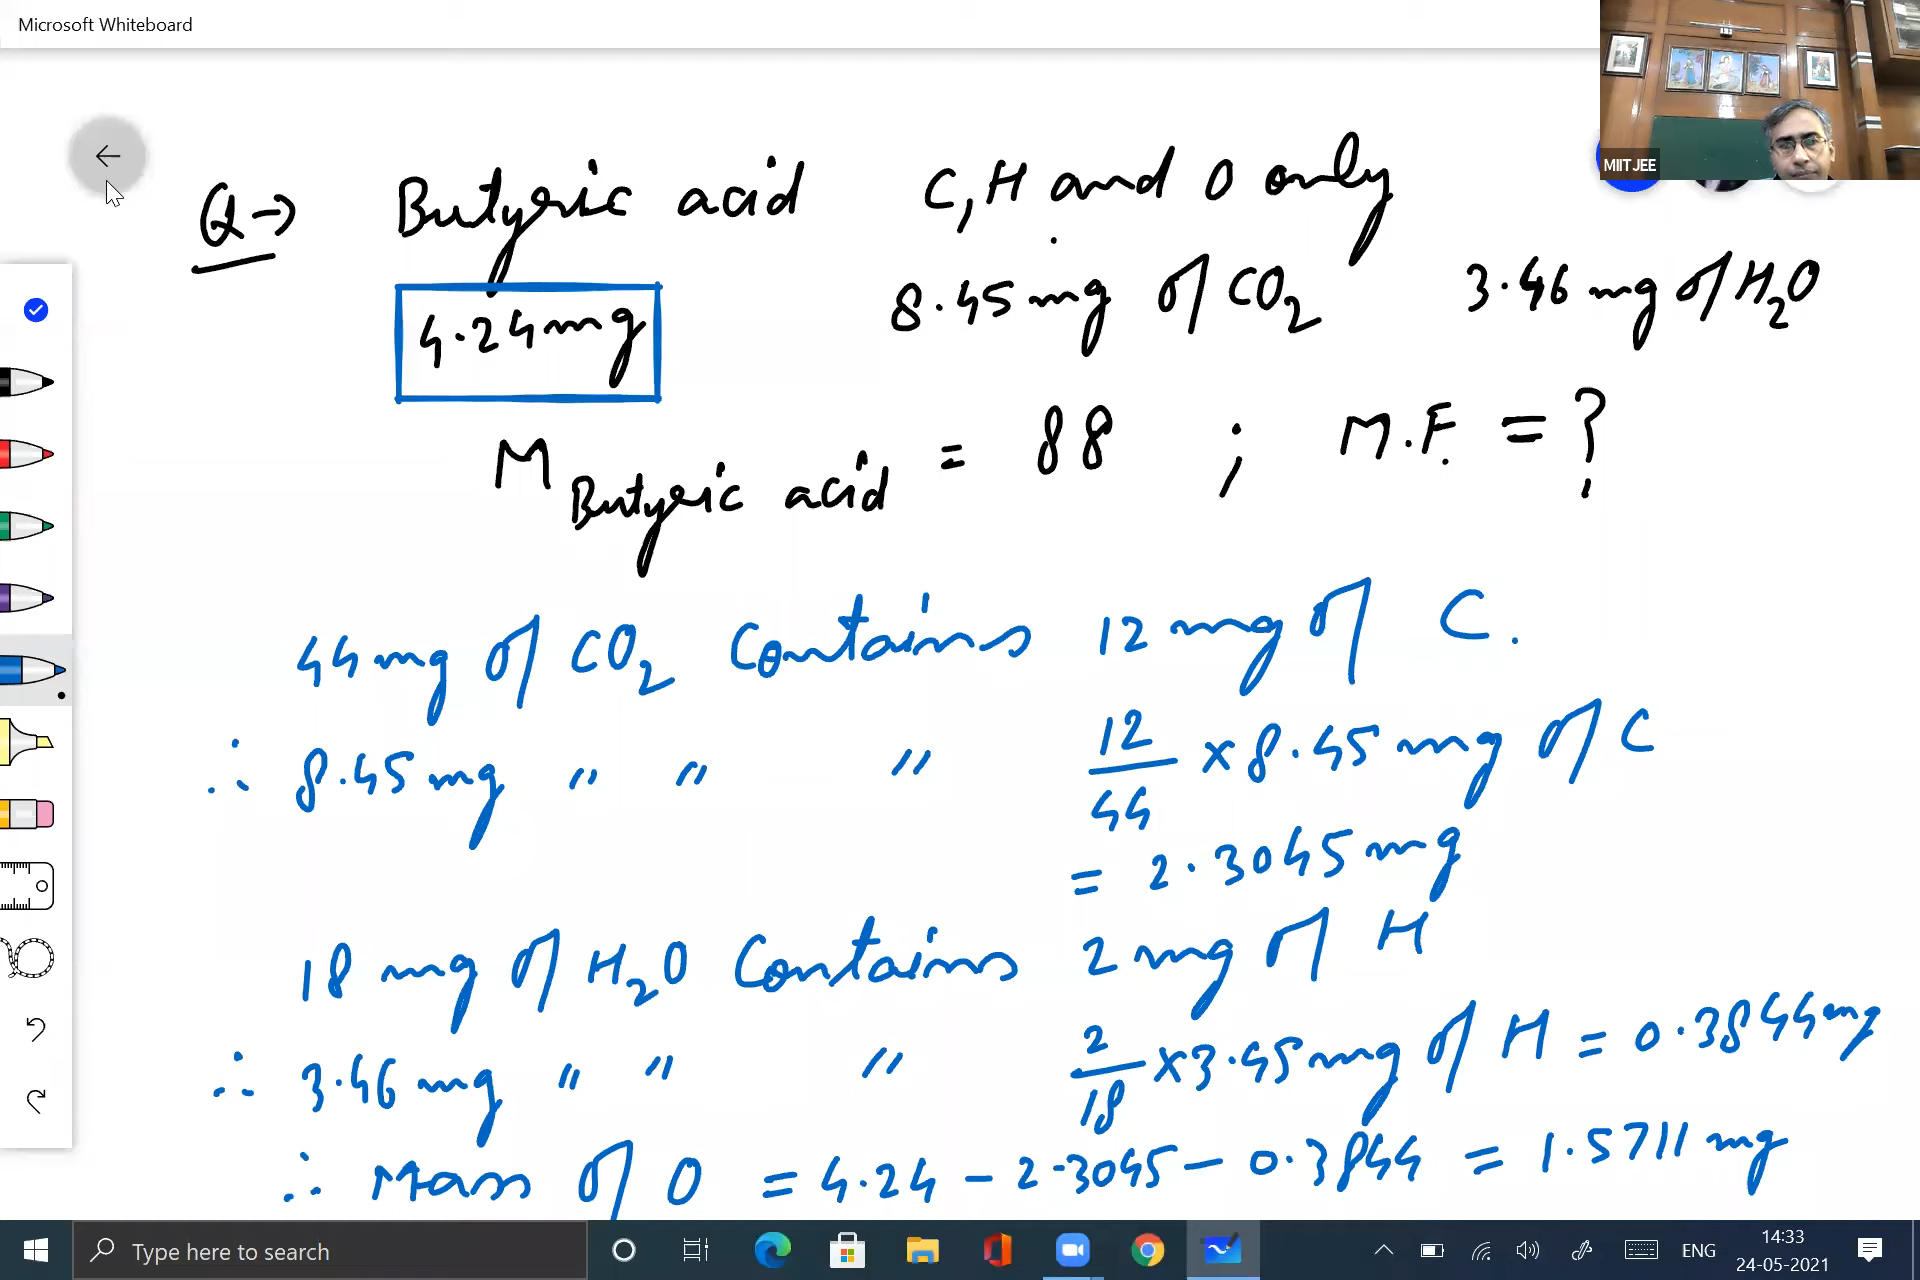 Microsoft Whiteboard
MIIT JEE
Q→ Butyric acid C, H and O only
4.24 mg 8.45 mg of CO₂ 3.46 mg of H₂O
M Butyric acid = 88 ; M.F. = ?
44 mg of CO₂ Contains 12 mg of C.
∴ 8.45 mg " " " 12/44 × 8.45 mg of C
= 2.3045 mg
18 mg of H₂O Contains 2 mg of H
∴ 3.46 mg " " " 2/18 × 3.45 mg of H = 0.3844 mg
∴ Mass of O = 4.24 - 2.3045 - 0.3844 = 1.5711 mg
Type here to search
ENG
14:33
24-05-2021